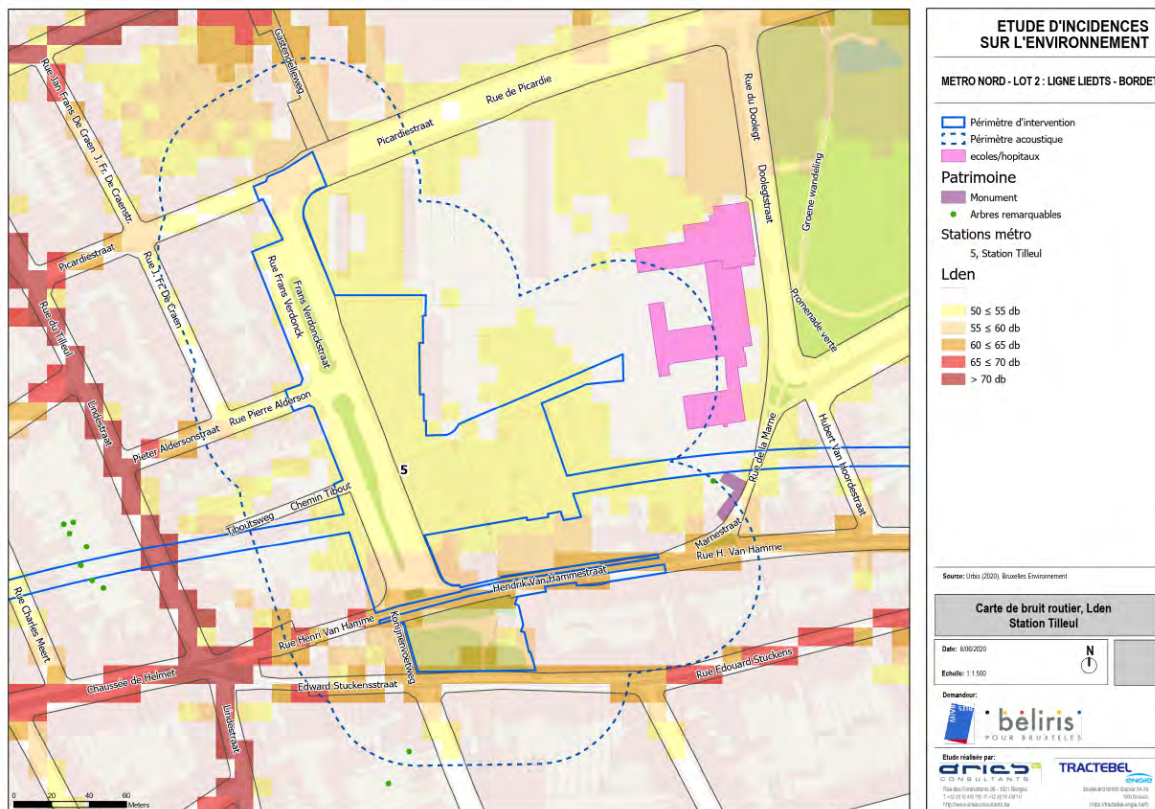 ETUDE D'INCIDENCES
SUR L'ENVIRONNEMENT
METRO NORD - LOT 2 : LIGNE LIEDTS - BORDET
Périmètre d'intervention
Périmètre acoustique
ecoles/hopitaux
Patrimoine
Monument
Arbres remarquables
Stations métro
5, Station Tilleul
Lden
50 ≤ 55 db
55 ≤ 60 db
60 ≤ 65 db
65 ≤ 70 db
> 70 db
Source: Urbis (2020), Bruxelles Environnement
Carte de bruit routier, Lden
Station Tilleul
Date: 8/06/2020
N
Echelle: 1:1.500
Demandeur:
beliris
POUR BRUXELLES
Etude réalisée par:
aries
CONSULTANTS
TRACTEBEL
ENGIE
Gastendelleweg
Rue Jan Frans De Craen
J. Fr. De Craenstr.
Rue de Picardie
Picardiestraat
Rue du Doolegt
Doolegtstraat
Groene wandeling
Promenade verte
Picardiestraat
Rue J. Fr. De Craen
Rue du Tilleul
Lindestraat
Rue Frans Verdonck
Frans Verdonckstraat
Rue Pierre Alderson
Pieter Aldersonstraat
5
Chemin Tibout
Tiboutsweg
Rue de la Marne
Marnestraat
Hubert Van Hoordestraat
Rue H. Van Hamme
Hendrik Van Hammestraat
Rue Henri Van Hamme
Konijnenvoetweg
Rue Charles Meert
Chaussée de Helmet
Lindestraat
Edward Stuckensstraat
Rue Edouard Stuckens
0 20 40 60
Meters